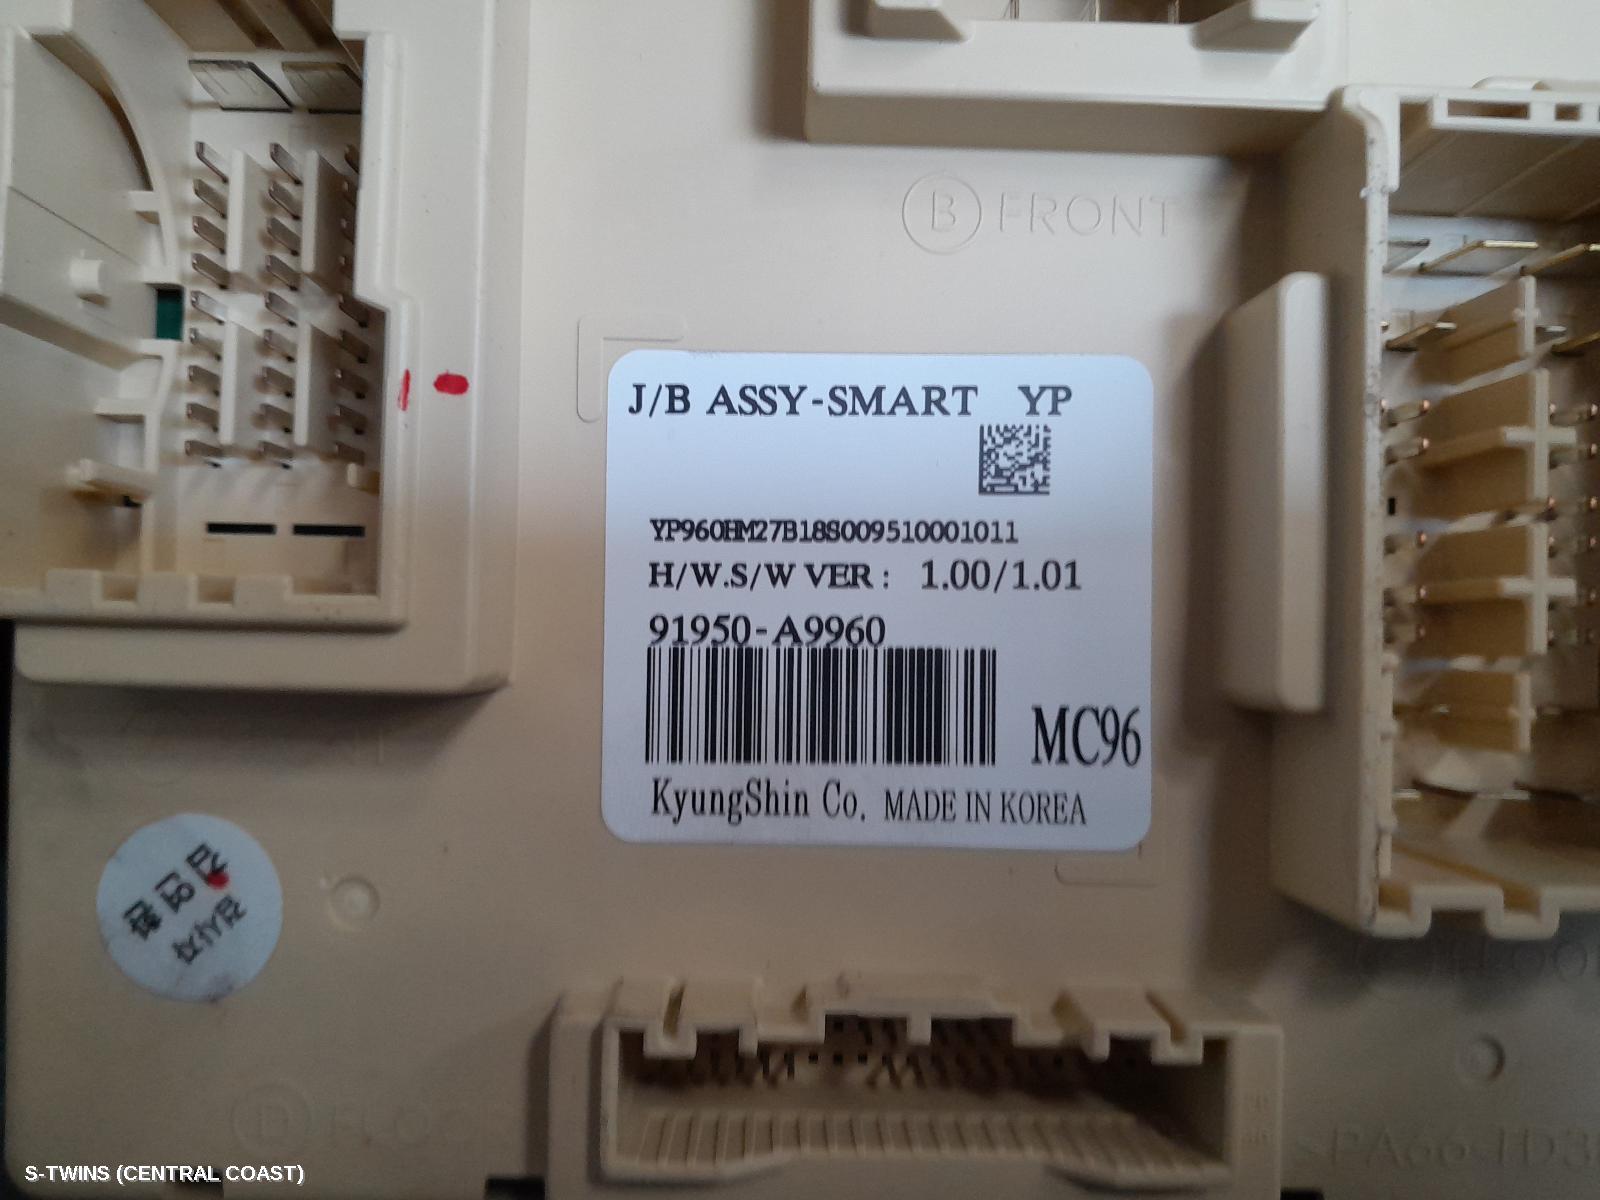 B FRONT
J/B ASSY-SMART YP
YP960HM27B18S009510001011
H/W.S/W VER : 1.00/1.01
91950-A9960
MC96
KyungShin Co. MADE IN KOREA
D FLOOR
S-TWINS (CENTRAL COAST)